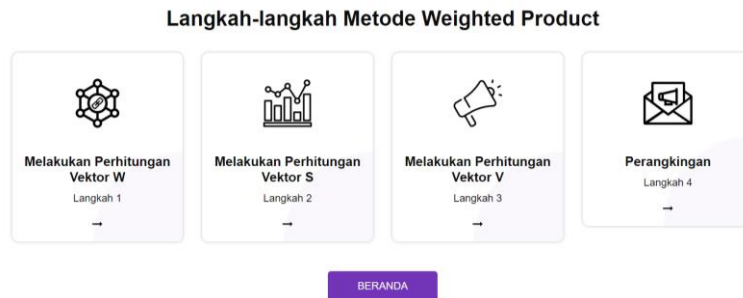 Langkah-langkah Metode Weighted Product
Melakukan Perhitungan
Vektor W
Langkah 1
→
Melakukan Perhitungan
Vektor S
Langkah 2
→
Melakukan Perhitungan
Vektor V
Langkah 3
→
Perangkingan
Langkah 4
→
BERANDA